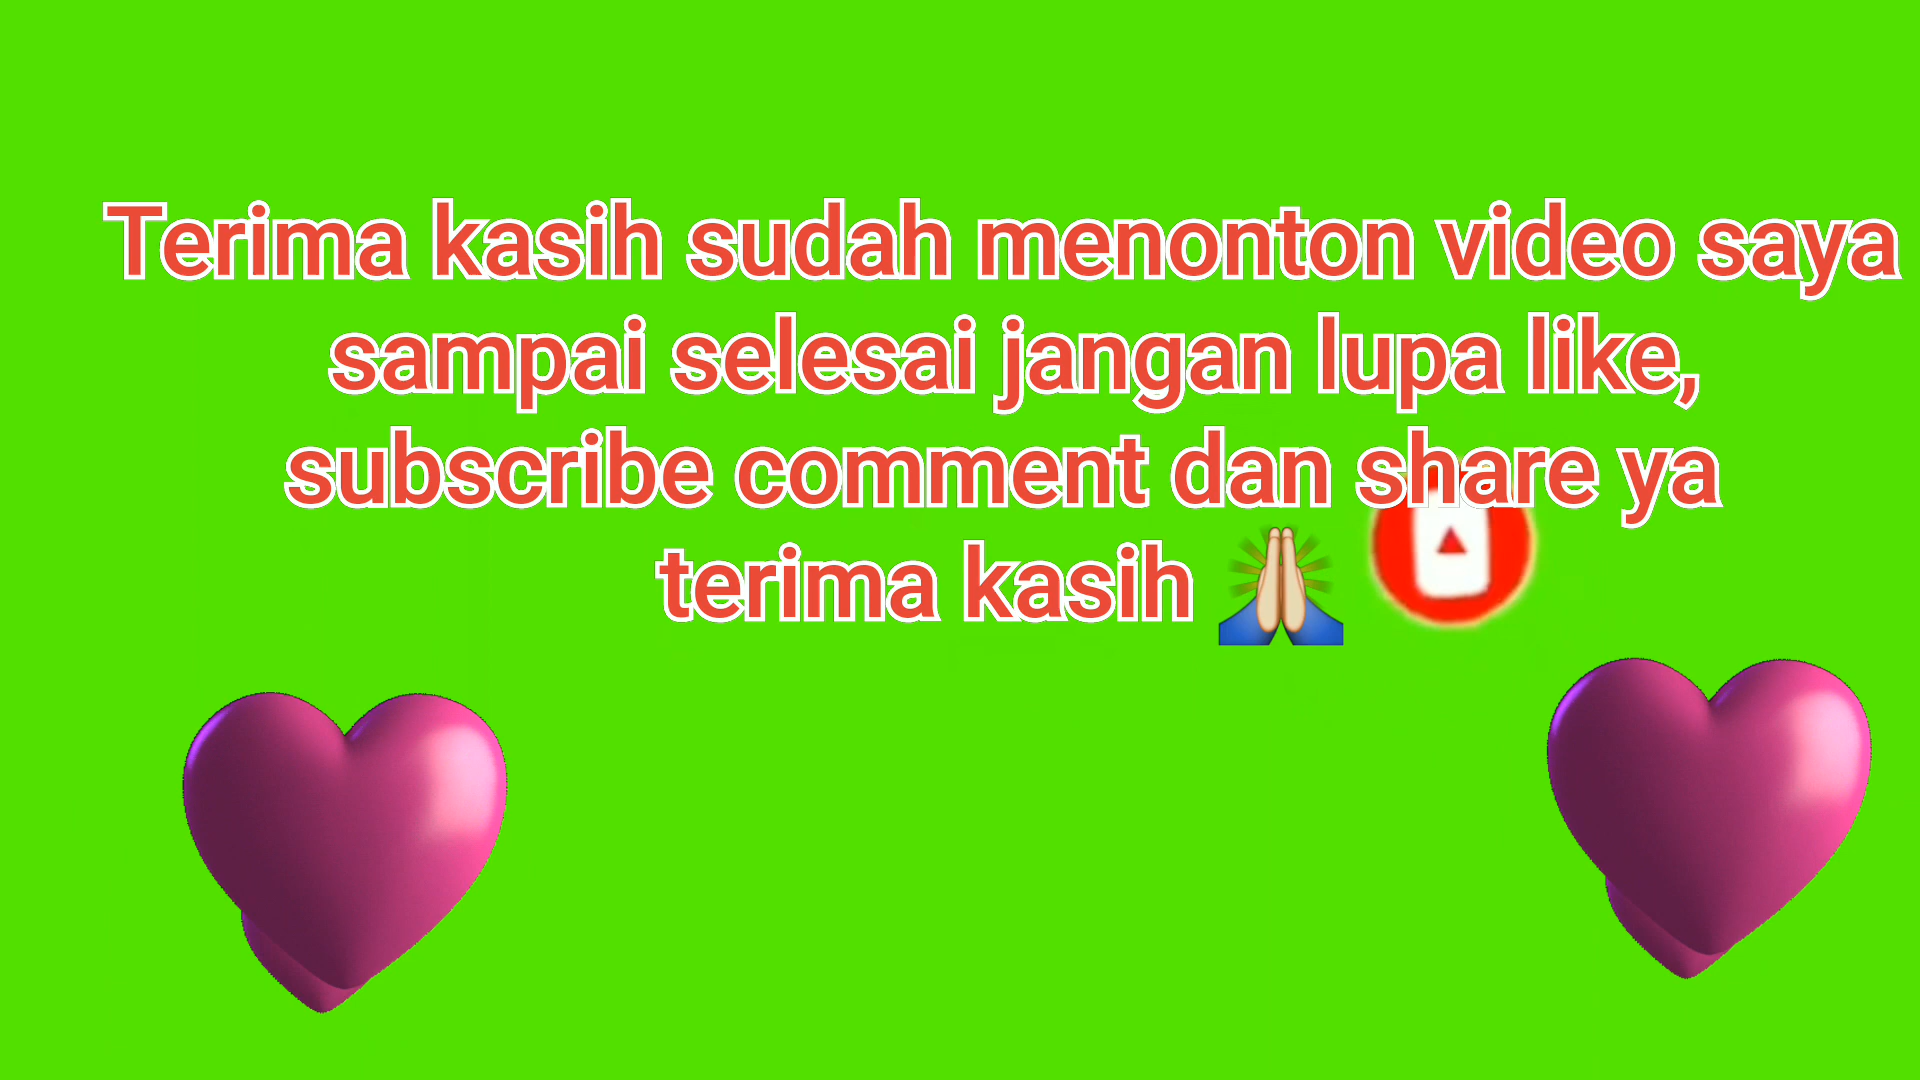 Terima kasih sudah menonton video saya
sampai selesai jangan lupa like,
subscribe comment dan share ya
terima kasih 🙏